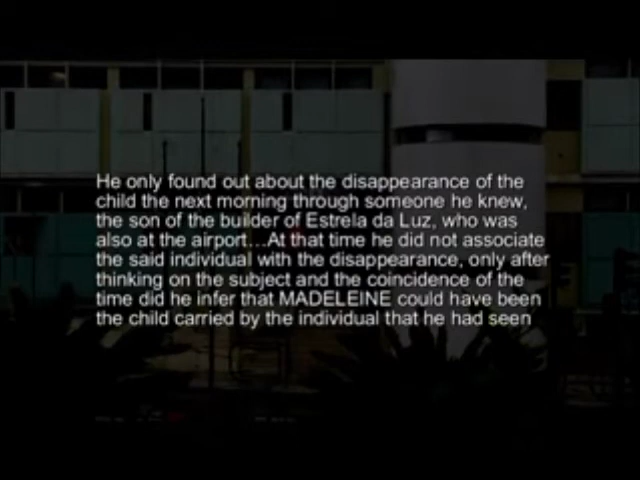 He only found out about the disappearance of the
child the next morning through someone he knew,
the son of the builder of Estrela da Luz, who was
also at the airport...At that time he did not associate
the said individual with the disappearance, only after
thinking on the subject and the coincidence of the
time did he infer that MADELEINE could have been
the child carried by the individual that he had seen